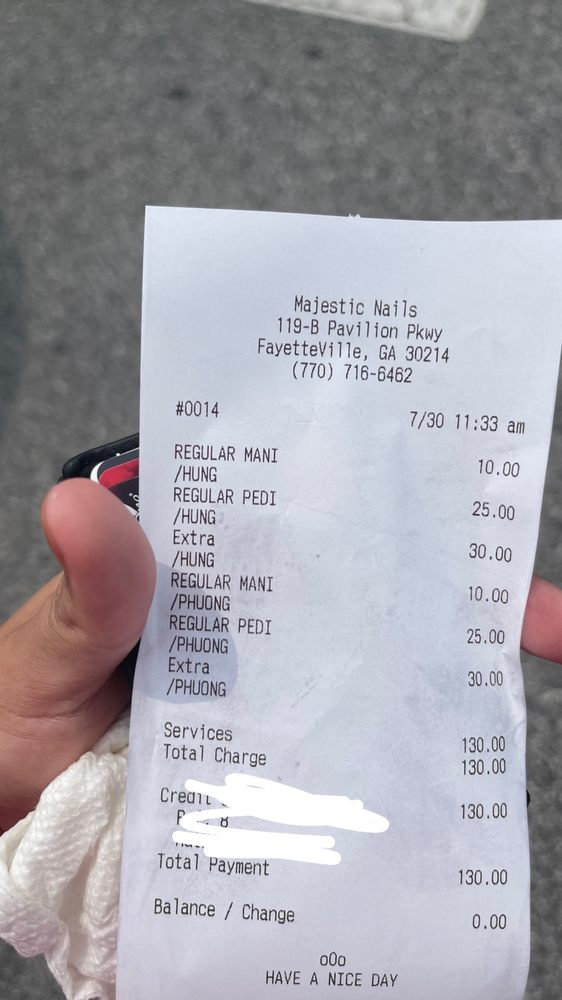 Majestic Nails
119-B Pavilion Pkwy
FayetteVille, GA 30214
(770) 716-6462
#0014 7/30 11:33 am
REGULAR MANI 10.00
/HUNG
REGULAR PEDI 25.00
/HUNG
Extra 30.00
/HUNG
REGULAR MANI 10.00
/PHUONG
REGULAR PEDI 25.00
/PHUONG
Extra 30.00
/PHUONG
Services 130.00
Total Charge 130.00
Credit 130.00
Total Payment 130.00
Balance / Change 0.00
oOo
HAVE A NICE DAY